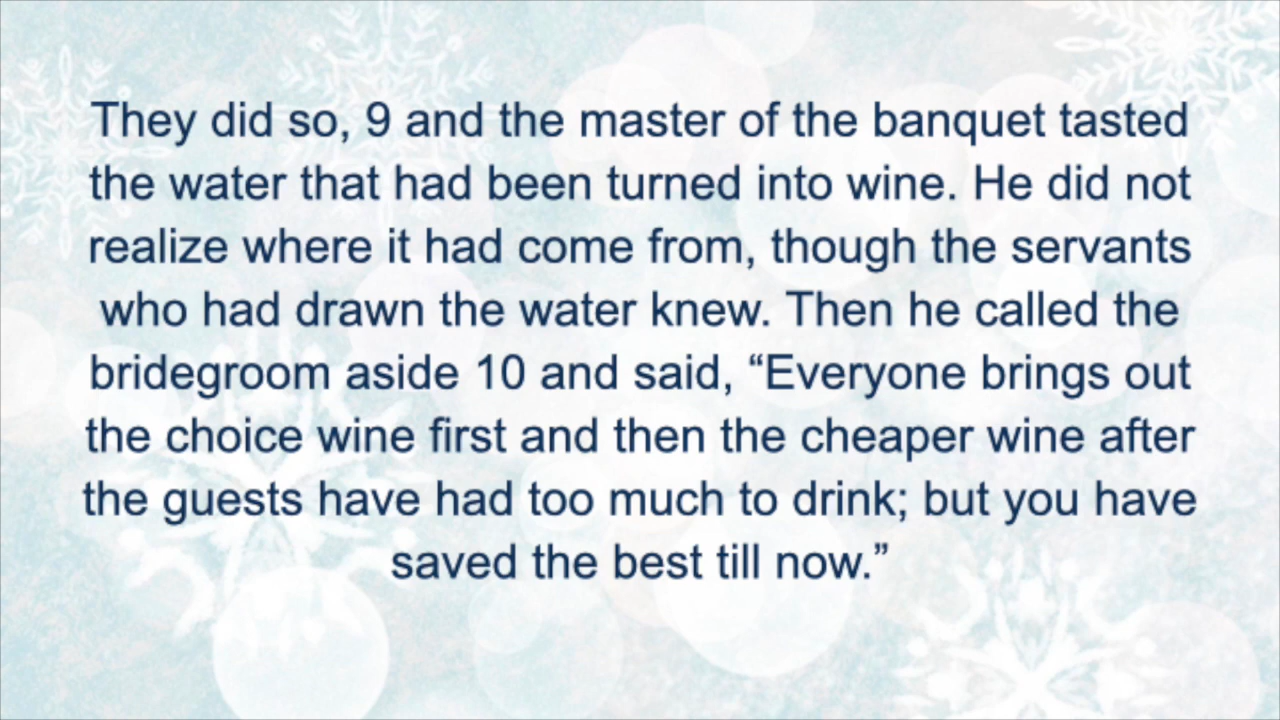 They did so, 9 and the master of the banquet tasted
the water that had been turned into wine. He did not
realize where it had come from, though the servants
who had drawn the water knew. Then he called the
bridegroom aside 10 and said, “Everyone brings out
the choice wine first and then the cheaper wine after
the guests have had too much to drink; but you have
saved the best till now.”